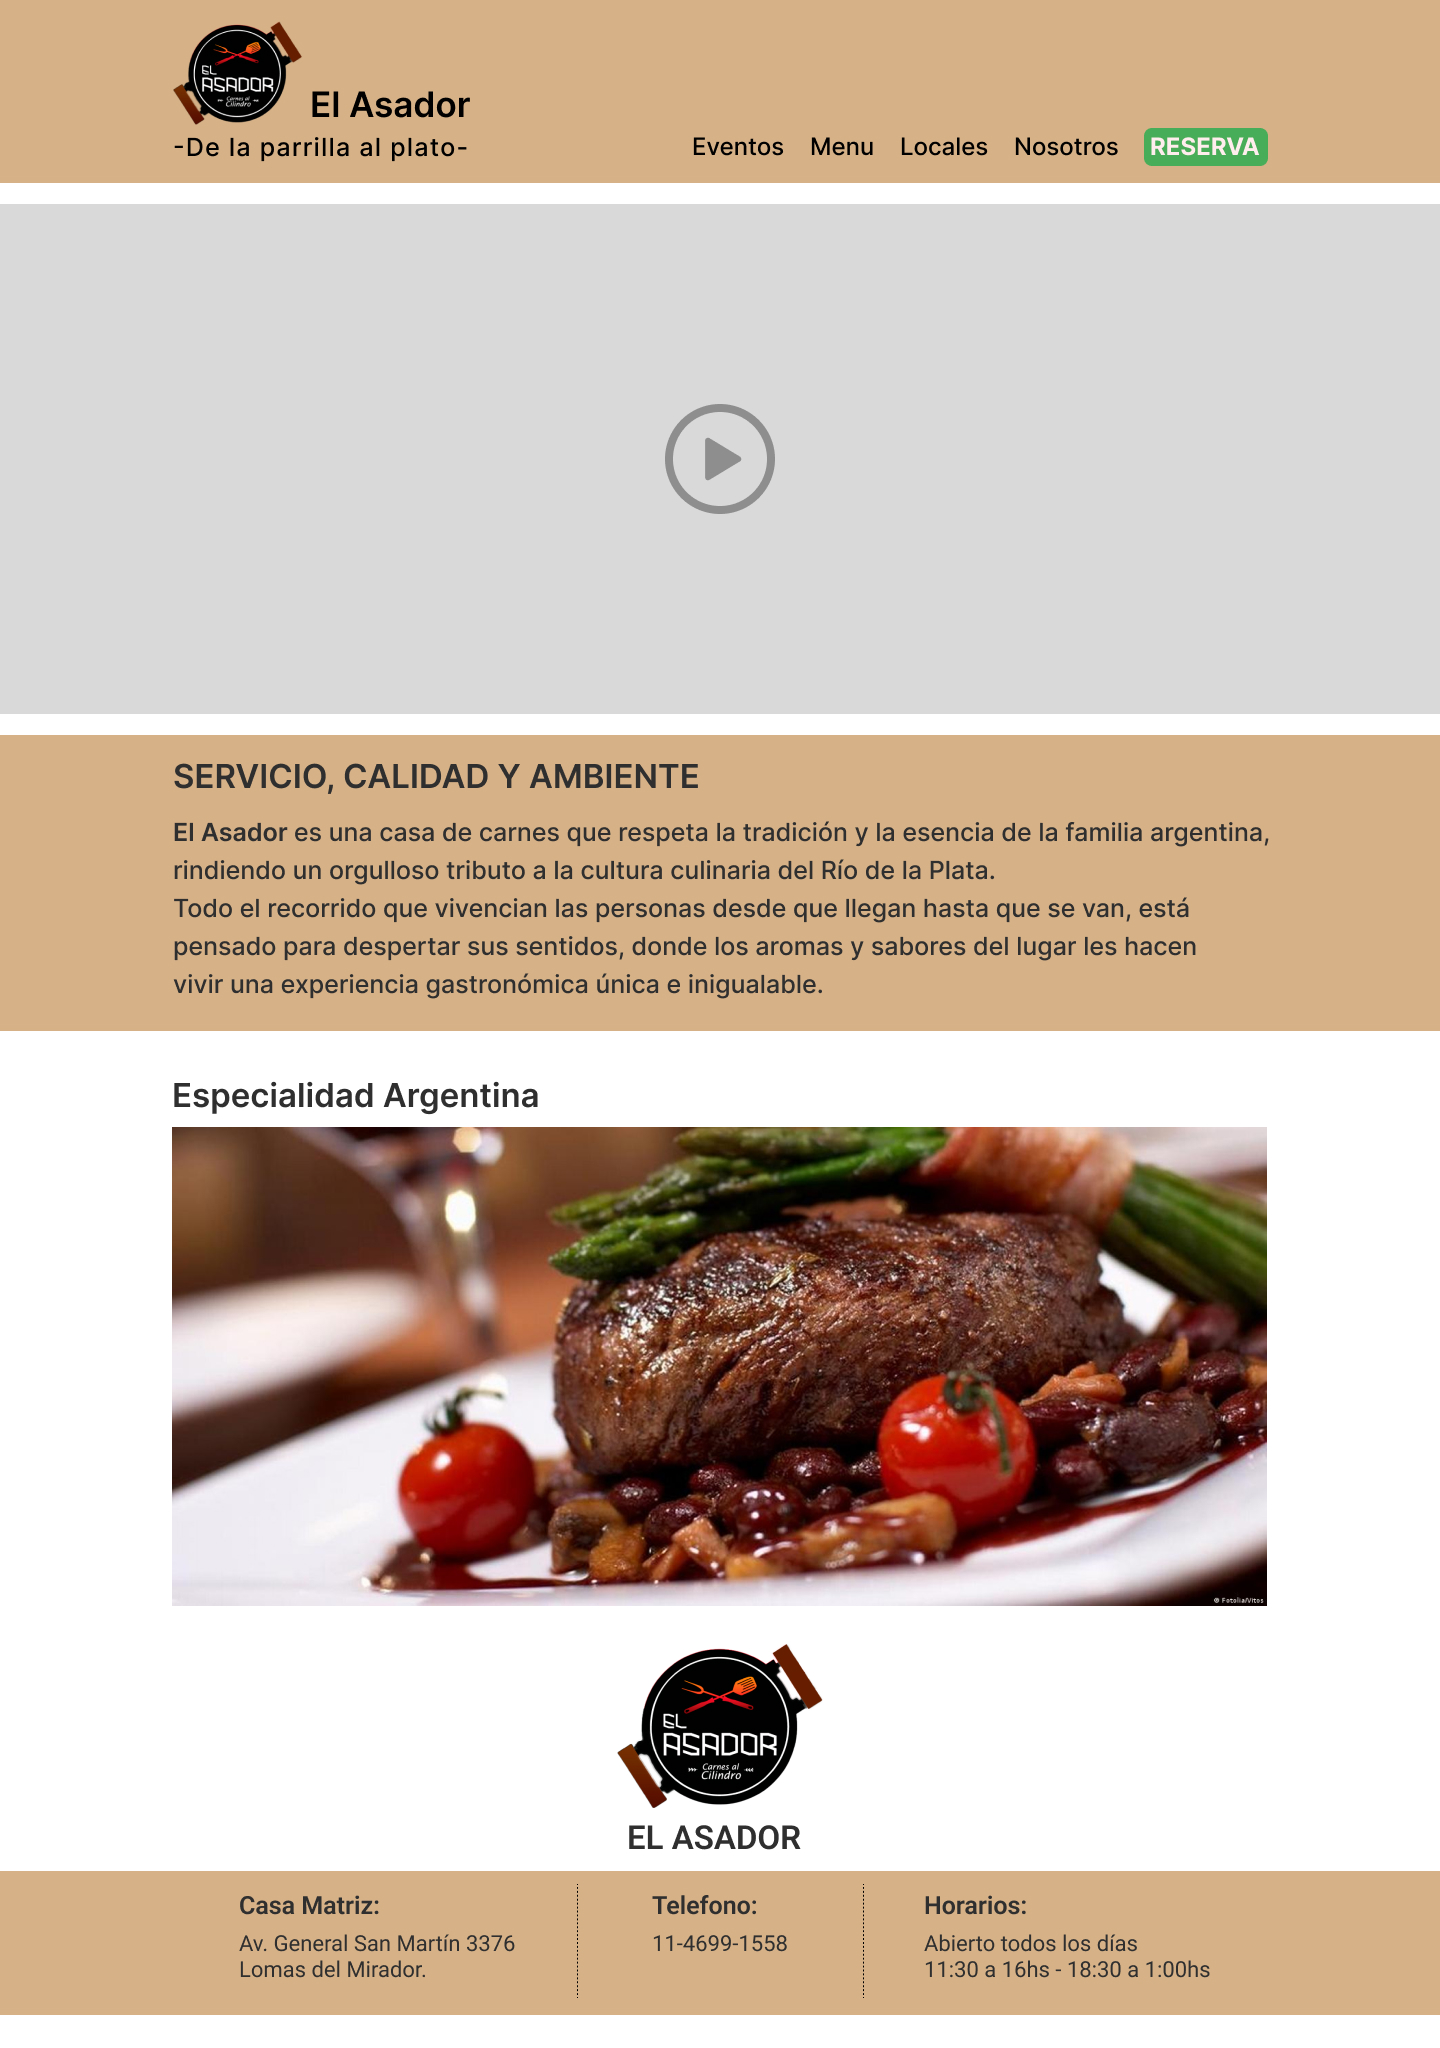 EL
ASADOR
Carnes al
Cilindro
El Asador
-De la parrilla al plato-
Eventos Menu Locales Nosotros RESERVA
SERVICIO, CALIDAD Y AMBIENTE
El Asador es una casa de carnes que respeta la tradición y la esencia de la familia argentina,
rindiendo un orgulloso tributo a la cultura culinaria del Río de la Plata.
Todo el recorrido que vivencian las personas desde que llegan hasta que se van, está
pensado para despertar sus sentidos, donde los aromas y sabores del lugar les hacen
vivir una experiencia gastronómica única e inigualable.
Especialidad Argentina
© Fotolia/Vitos
EL
ASADOR
Carnes al
Cilindro
EL ASADOR
Casa Matriz:
Av. General San Martín 3376
Lomas del Mirador.
Telefono:
11-4699-1558
Horarios:
Abierto todos los días
11:30 a 16hs - 18:30 a 1:00hs